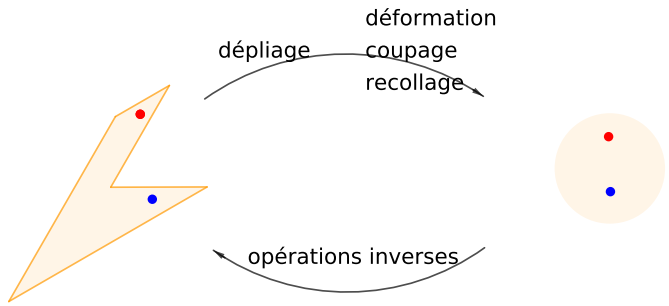 dépliage
déformation
coupage
recollage
opérations inverses